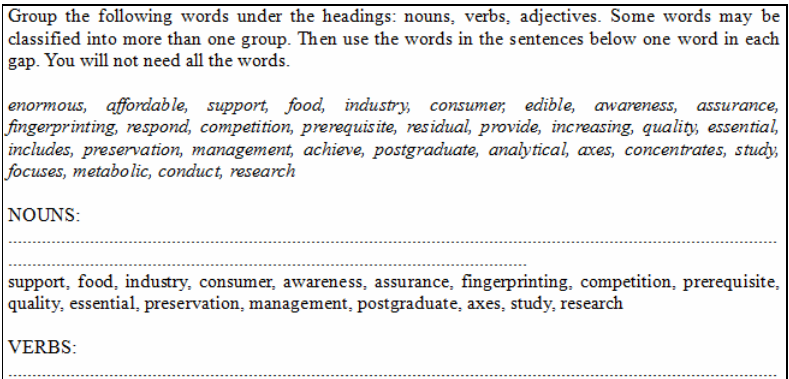 Group the following words under the headings: nouns, verbs, adjectives. Some words may be
classified into more than one group. Then use the words in the sentences below one word in each
gap. You will not need all the words.
enormous, affordable, support, food, industry, consumer, edible, awareness, assurance,
fingerprinting, respond, competition, prerequisite, residual, provide, increasing, quality, essential,
includes, preservation, management, achieve, postgraduate, analytical, axes, concentrates, study,
focuses, metabolic, conduct, research
NOUNS:
support, food, industry, consumer, awareness, assurance, fingerprinting, competition, prerequisite,
quality, essential, preservation, management, postgraduate, axes, study, research
VERBS: